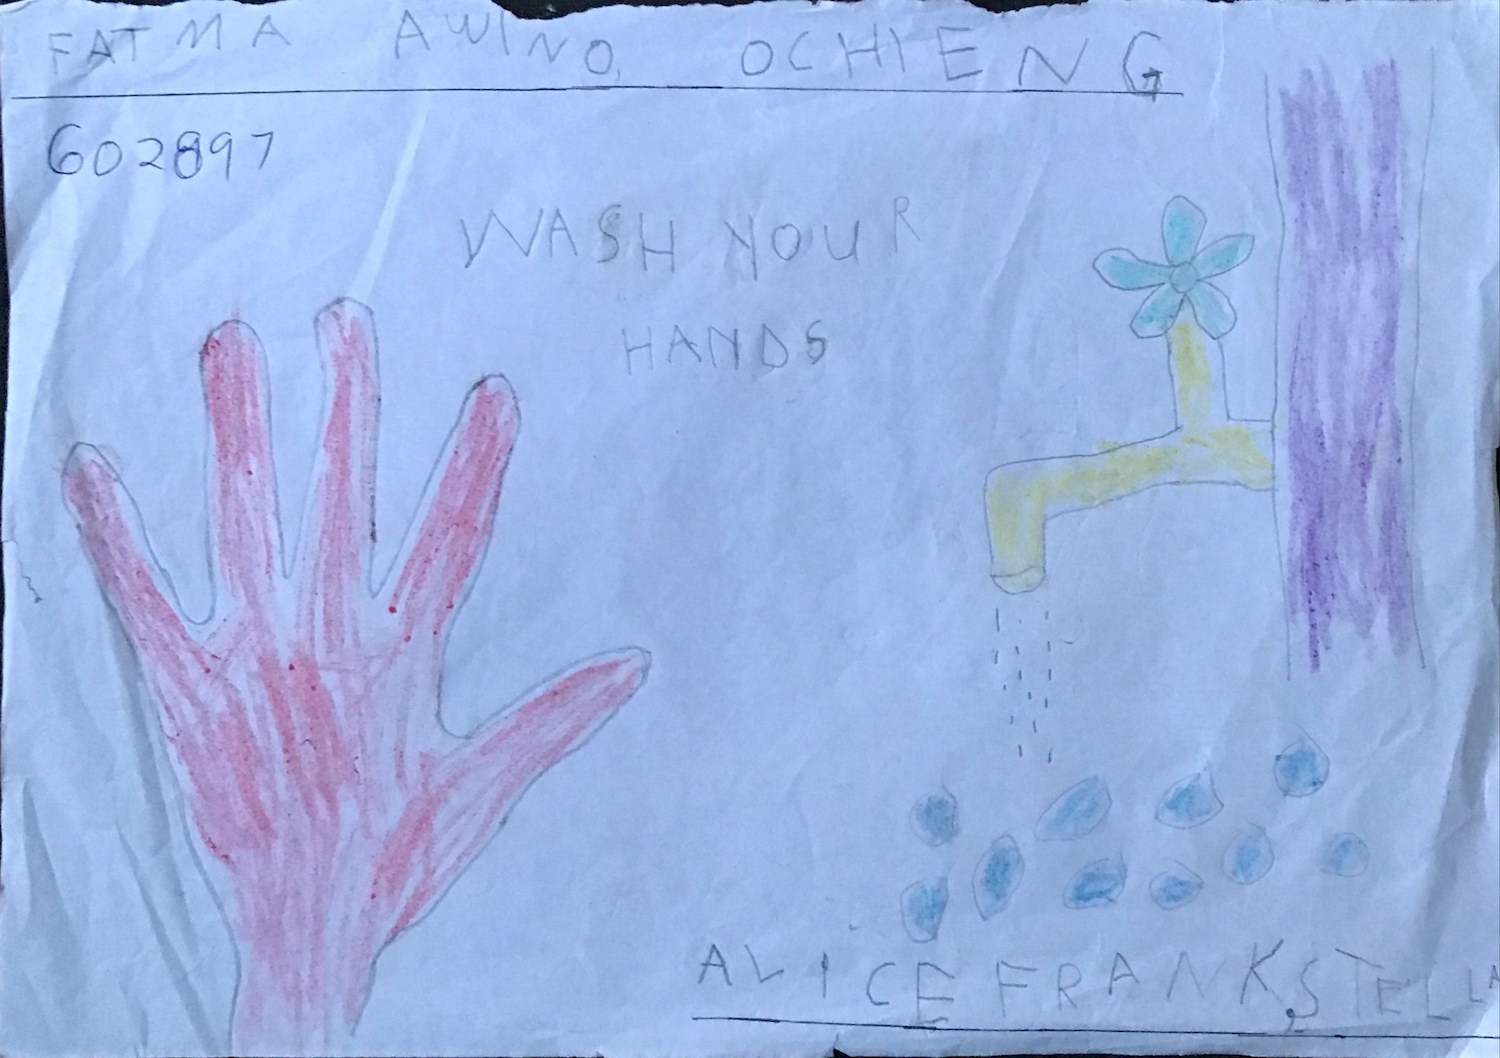 FATMA AWINO OCHIENG
602897
WASH YOUR
HANDS
ALICE FRANK, STELLA